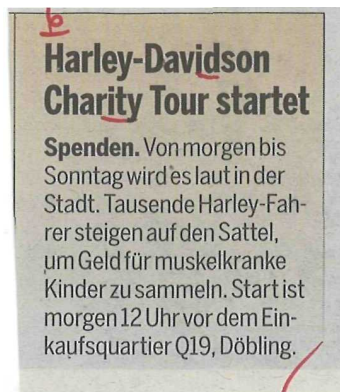 Harley-Davidson
Charity Tour startet
Spenden. Von morgen bis
Sonntag wird es laut in der
Stadt. Tausende Harley-Fah-
rer steigen auf den Sattel,
um Geld für muskelkranke
Kinder zu sammeln. Start ist
morgen 12 Uhr vor dem Ein-
kaufsquartier Q19, Döbling.